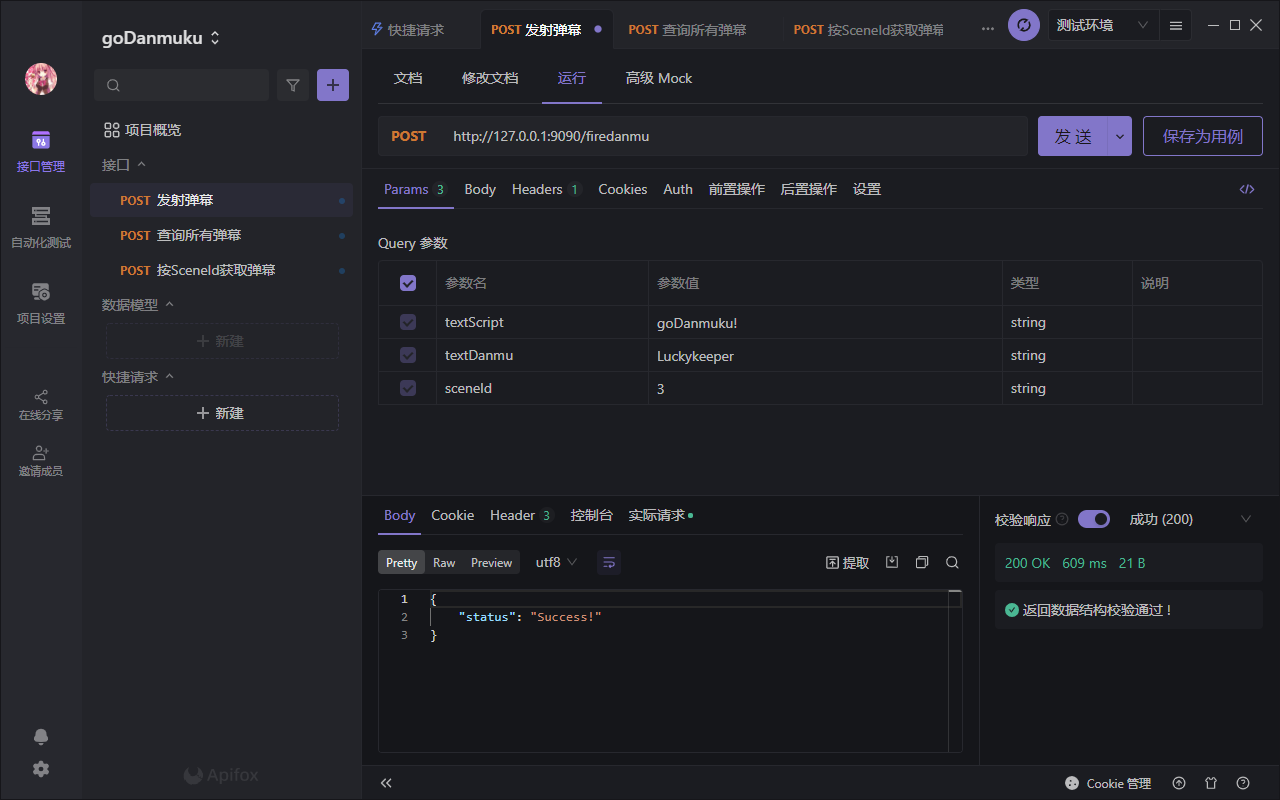 goDanmuku
接口管理
自动化测试
项目设置
在线分享
邀请成员
项目概览
接口
POST 发射弹幕
POST 查询所有弹幕
POST 按SceneId获取弹幕
数据模型
新建
快捷请求
新建
Apifox
快捷请求
POST 发射弹幕
POST 查询所有弹幕
POST 按SceneId获取弹幕
测试环境
文档 修改文档 运行 高级 Mock
POST http://127.0.0.1:9090/firedanmu
发 送
保存为用例
Params 3 Body Headers 1 Cookies Auth 前置操作 后置操作 设置
Query 参数
参数名 参数值 类型 说明
textScript goDanmuku! string
textDanmu Luckykeeper string
sceneId 3 string
Body Cookie Header 3 控制台 实际请求
Pretty Raw Preview utf8 提取
1 {
2 "status": "Success!"
3 }
校验响应 成功 (200)
200 OK 609 ms 21 B
返回数据结构校验通过 !
Cookie 管理